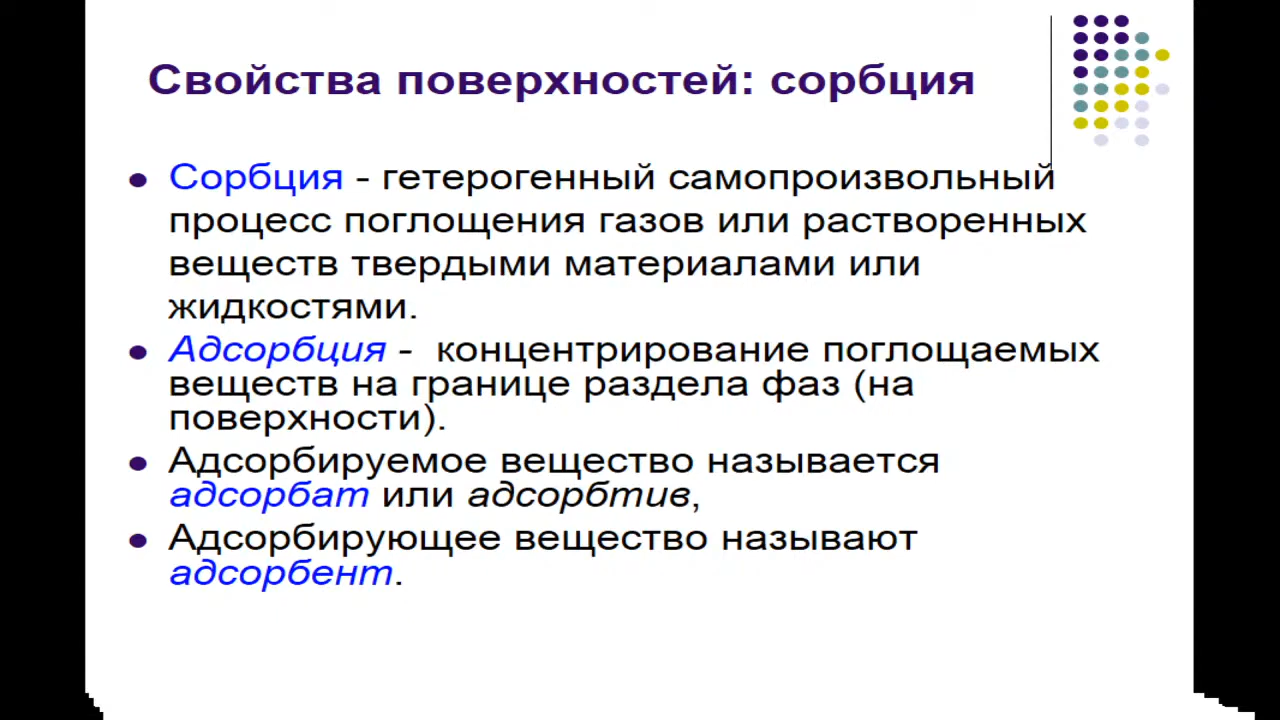 Свойства поверхностей: сорбция
Сорбция - гетерогенный самопроизвольный
процесс поглощения газов или растворенных
веществ твердыми материалами или
жидкостями.
Адсорбция - концентрирование поглощаемых
веществ на границе раздела фаз (на
поверхности).
Адсорбируемое вещество называется
адсорбат или адсорбтив,
Адсорбирующее вещество называют
адсорбент.